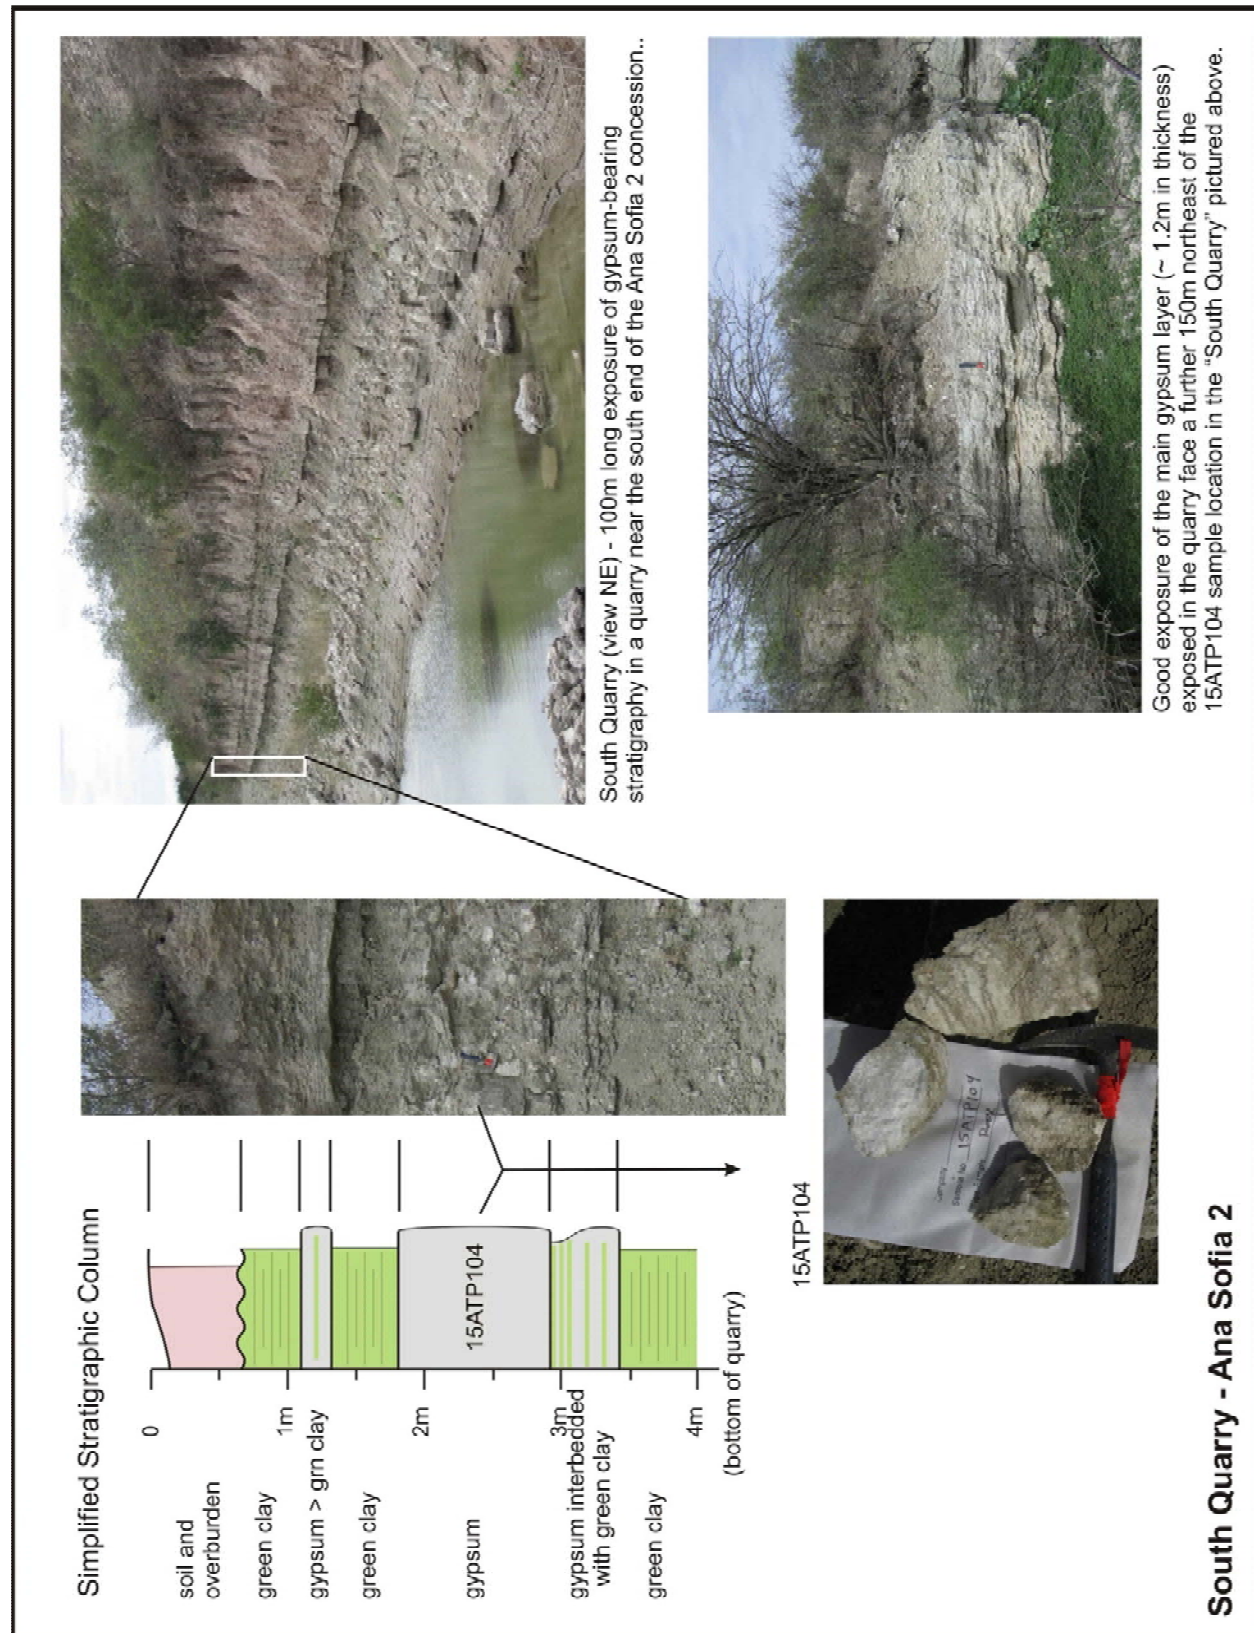 Simplified Stratigraphic Column
soil and
overburden
green clay
gypsum > grn clay
green clay
gypsum
gypsum interbedded
with green clay
green clay
0
1m
2m
3m
4m
(bottom of quarry)
15ATP104
South Quarry (view NE) - 100m long exposure of gypsum-bearing
stratigraphy in a quarry near the south end of the Ana Sofia 2 concession..
15ATP104
Company
Sample No. 15ATP104
Good exposure of the main gypsum layer (~ 1.2m in thickness)
exposed in the quarry face a further 150m northeast of the
15ATP104 sample location in the "South Quarry" pictured above.
South Quarry - Ana Sofia 2